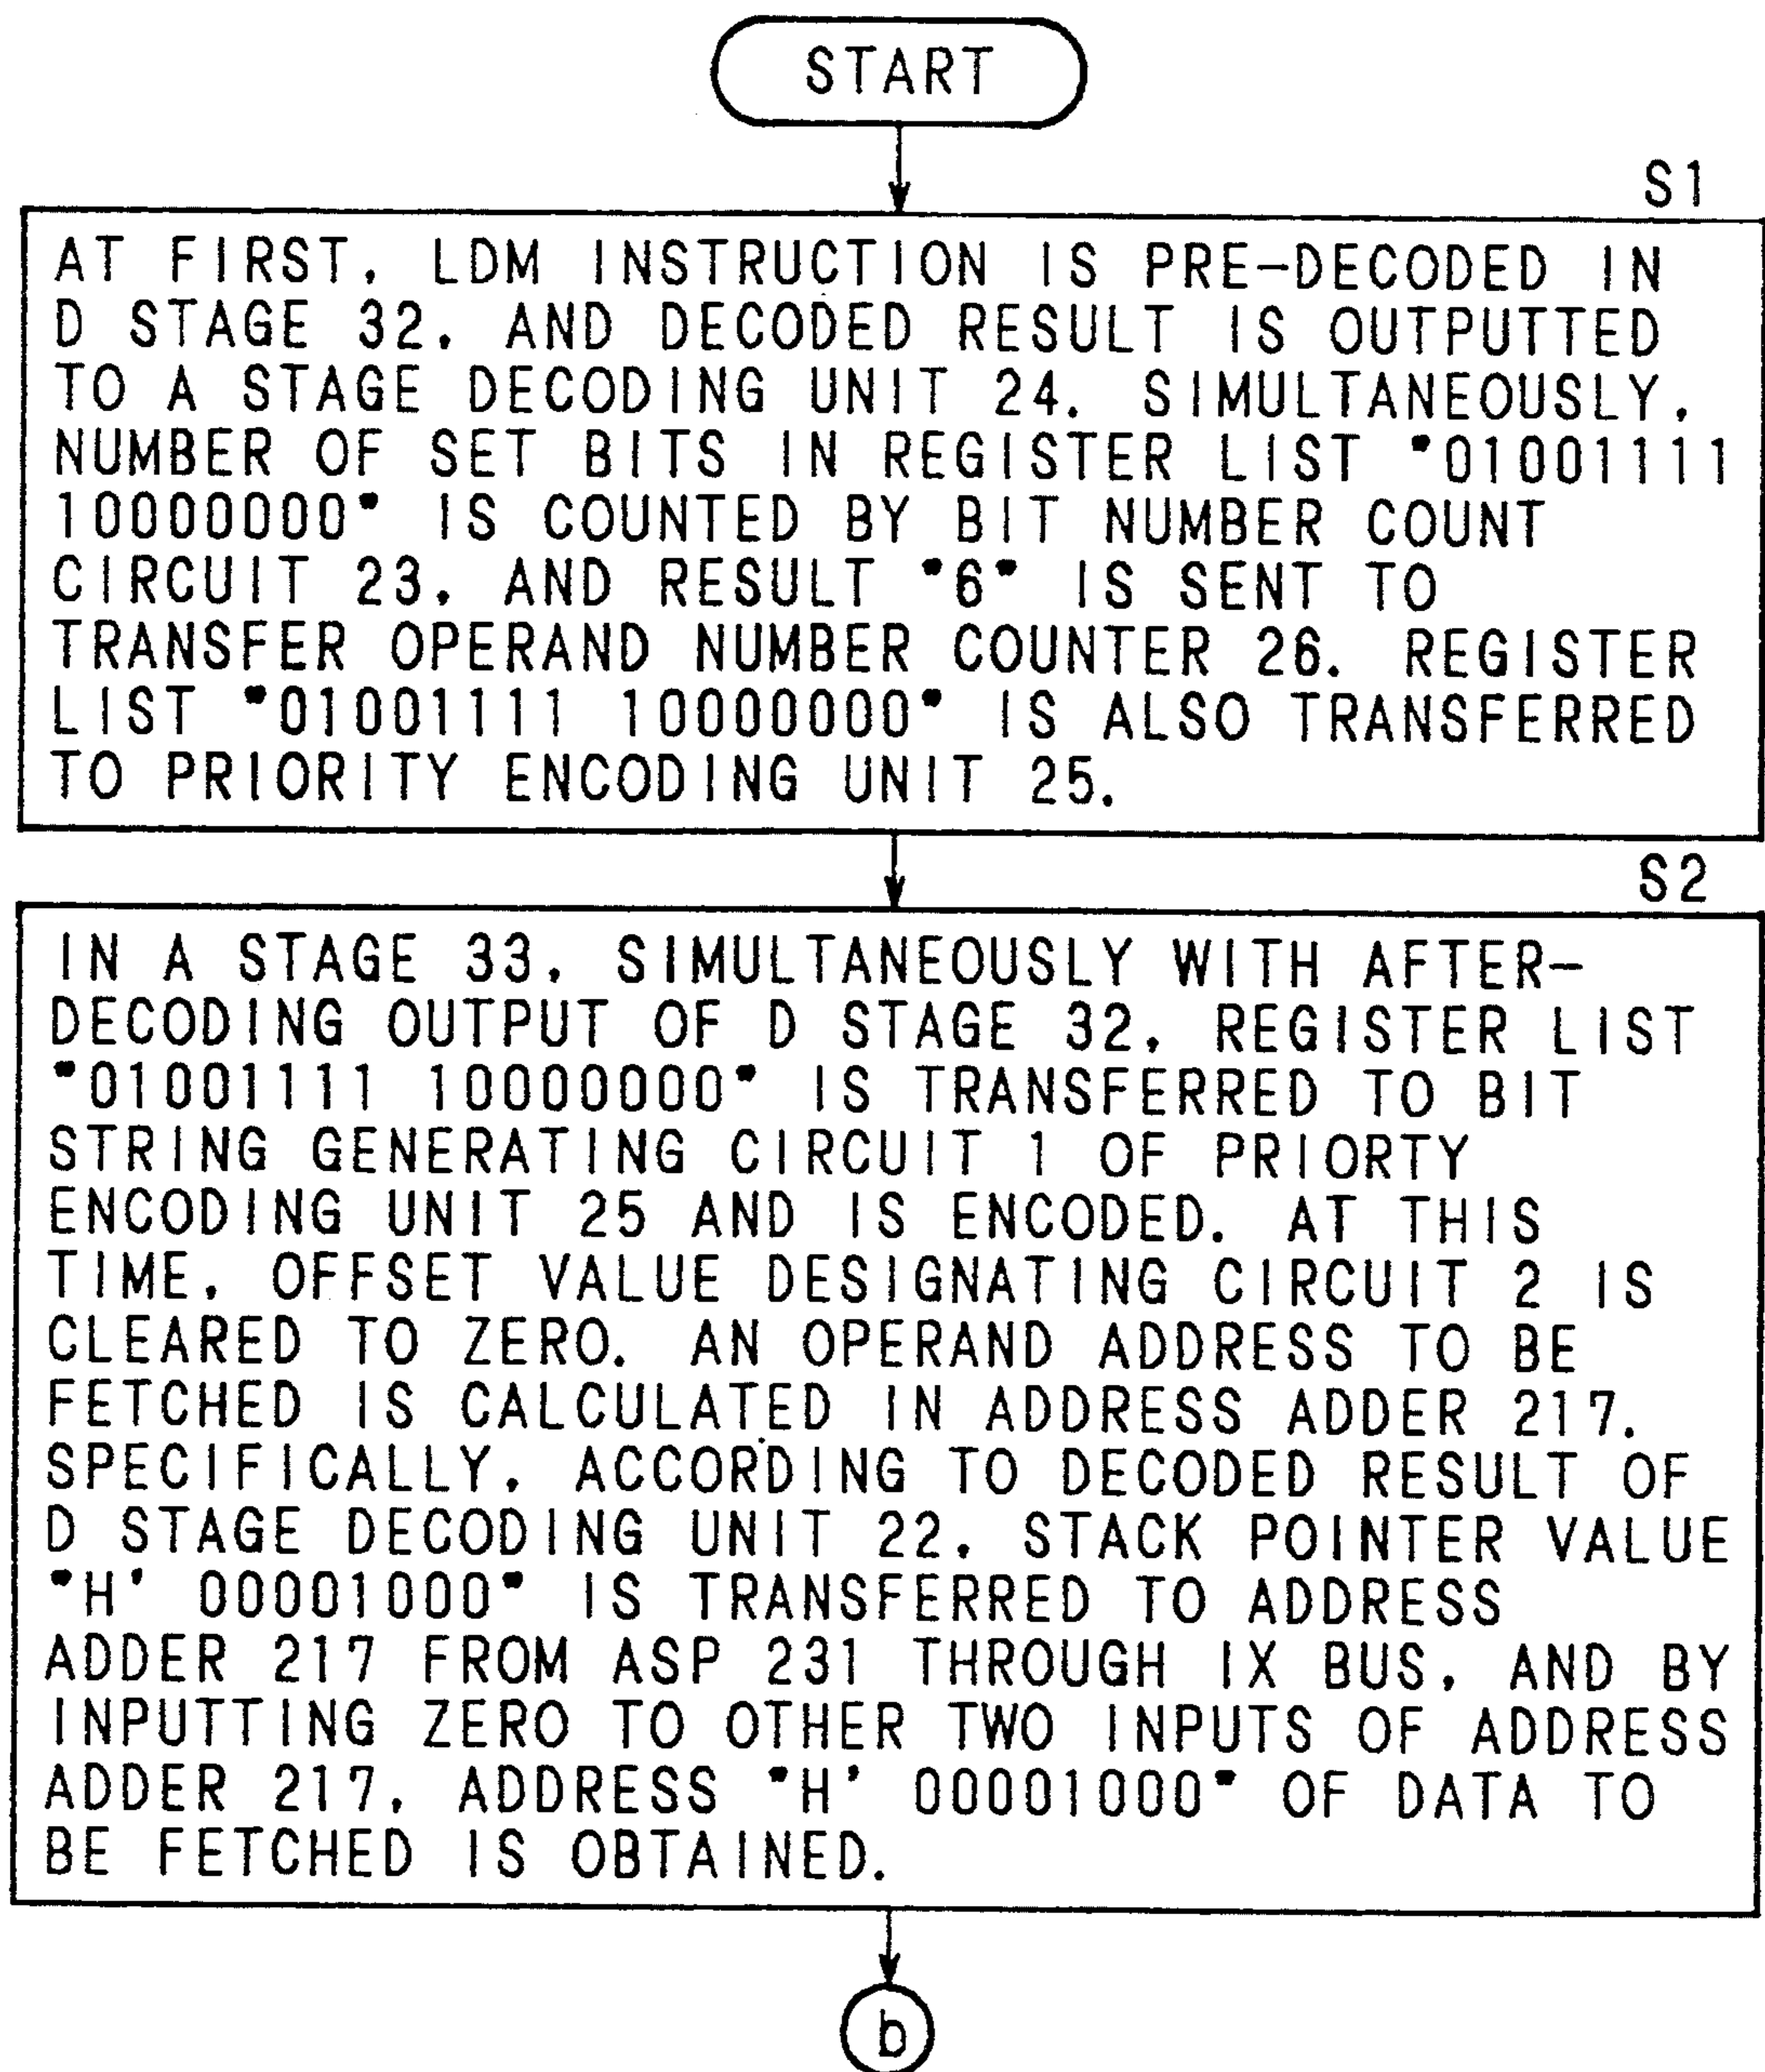 START
S1
AT FIRST, LDM INSTRUCTION IS PRE-DECODED IN
D STAGE 32, AND DECODED RESULT IS OUTPUTTED
TO A STAGE DECODING UNIT 24. SIMULTANEOUSLY,
NUMBER OF SET BITS IN REGISTER LIST "01001111
10000000" IS COUNTED BY BIT NUMBER COUNT
CIRCUIT 23, AND RESULT "6" IS SENT TO
TRANSFER OPERAND NUMBER COUNTER 26. REGISTER
LIST "01001111 10000000" IS ALSO TRANSFERRED
TO PRIORITY ENCODING UNIT 25.
S2
IN A STAGE 33, SIMULTANEOUSLY WITH AFTER-
DECODING OUTPUT OF D STAGE 32, REGISTER LIST
"01001111 10000000" IS TRANSFERRED TO BIT
STRING GENERATING CIRCUIT 1 OF PRIORTY
ENCODING UNIT 25 AND IS ENCODED. AT THIS
TIME, OFFSET VALUE DESIGNATING CIRCUIT 2 IS
CLEARED TO ZERO. AN OPERAND ADDRESS TO BE
FETCHED IS CALCULATED IN ADDRESS ADDER 217.
SPECIFICALLY, ACCORDING TO DECODED RESULT OF
D STAGE DECODING UNIT 22, STACK POINTER VALUE
"H' 00001000" IS TRANSFERRED TO ADDRESS
ADDER 217 FROM ASP 231 THROUGH IX BUS, AND BY
INPUTTING ZERO TO OTHER TWO INPUTS OF ADDRESS
ADDER 217, ADDRESS "H' 00001000" OF DATA TO
BE FETCHED IS OBTAINED.
b